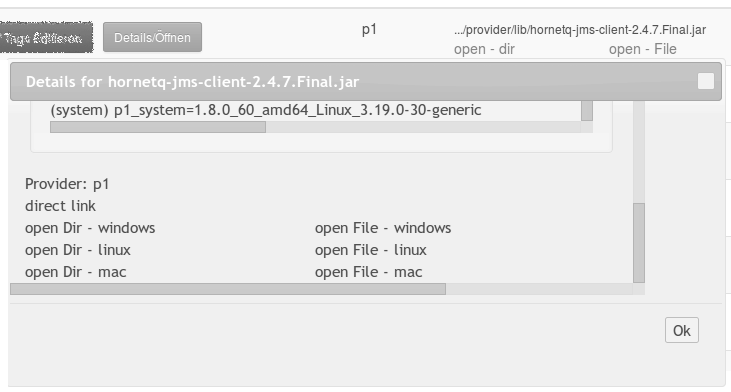 Tags Editieren Details/Öffnen p1 .../provider/lib/hornetq-jms-client-2.4.7.Final.jar
open - dir open - File
Details for hornetq-jms-client-2.4.7.Final.jar
(system) p1_system=1.8.0_60_amd64_Linux_3.19.0-30-generic
Provider: p1
direct link
open Dir - windows open File - windows
open Dir - linux open File - linux
open Dir - mac open File - mac
Ok